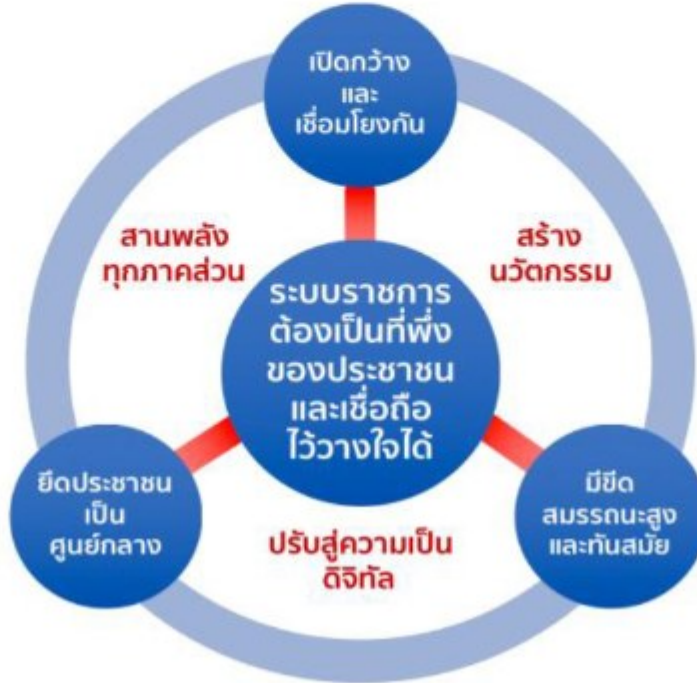 เปิดกว้าง
และ
เชื่อมโยงกัน
สานพลัง
ทุกภาคส่วน
สร้าง
นวัตกรรม
ระบบราชการ
ต้องเป็นที่พึ่ง
ของประชาชน
และเชื่อถือ
ไว้วางใจได้
ยึดประชาชน
เป็น
ศูนย์กลาง
มีขีด
สมรรถนะสูง
และทันสมัย
ปรับสู่ความเป็น
ดิจิทัล